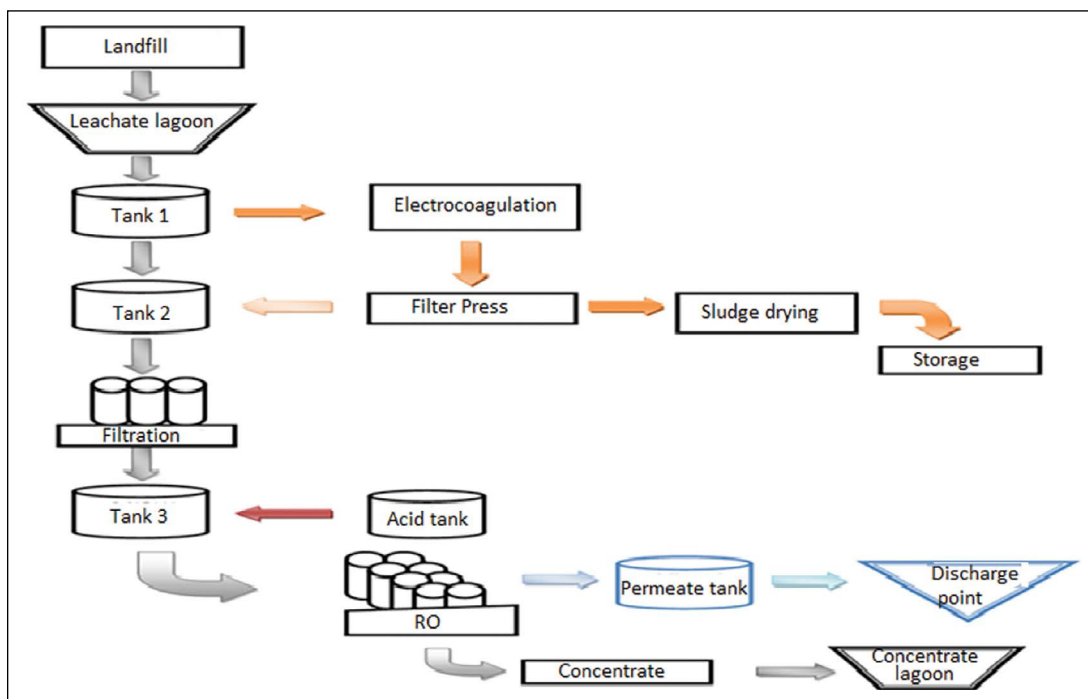 Landfill
Leachate lagoon
Tank 1
Electrocoagulation
Tank 2
Filter Press
Sludge drying
Storage
Filtration
Tank 3
Acid tank
Permeate tank
Discharge
point
RO
Concentrate
Concentrate
lagoon